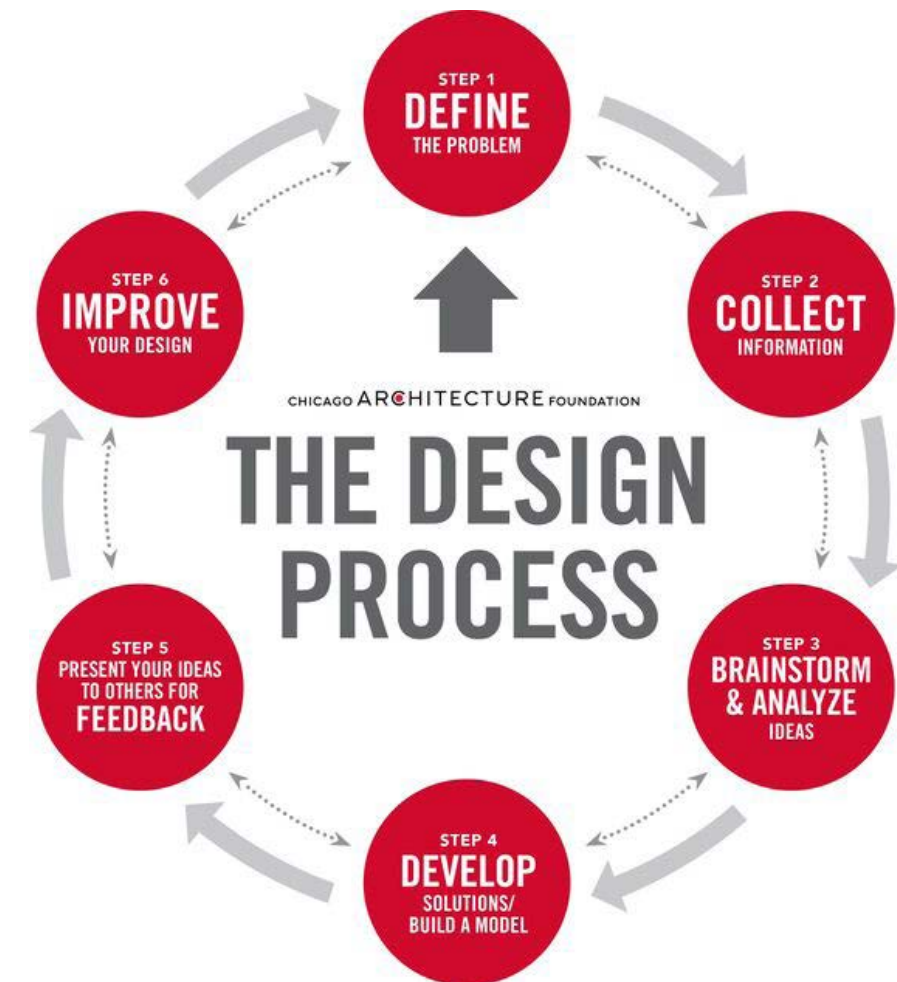 STEP 1
DEFINE
THE PROBLEM
STEP 2
COLLECT
INFORMATION
STEP 3
BRAINSTORM
& ANALYZE
IDEAS
STEP 4
DEVELOP
SOLUTIONS/
BUILD A MODEL
STEP 5
PRESENT YOUR IDEAS
TO OTHERS FOR
FEEDBACK
STEP 6
IMPROVE
YOUR DESIGN
CHICAGO ARCHITECTURE FOUNDATION
THE DESIGN
PROCESS